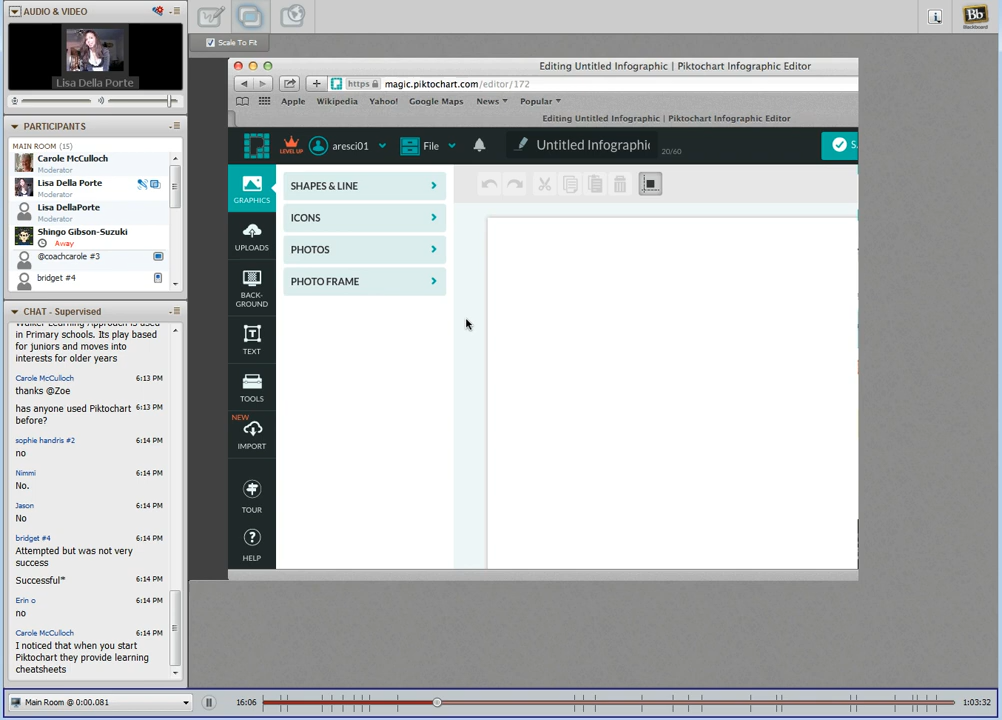 AUDIO & VIDEO
Lisa Della Porte
PARTICIPANTS
MAIN ROOM (15)
Carole McCulloch
Moderator
Lisa Della Porte
Moderator
Lisa DellaPorte
Moderator
Shingo Gibson-Suzuki
Away
@coachcarole #3
bridget #4
CHAT - Supervised
Walker Learning Approach is used
in Primary schools. Its play based
for juniors and moves into
interests for older years
Carole McCulloch 6:13 PM
thanks @Zoe
has anyone used Piktochart 6:13 PM
before?
sophie handris #2 6:14 PM
no
Nimmi 6:14 PM
No.
Jason 6:14 PM
No
bridget #4 6:14 PM
Attempted but was not very
success
Successful* 6:14 PM
Erin o 6:14 PM
no
Carole McCulloch 6:14 PM
I noticed that when you start
Piktochart they provide learning
cheatsheets
Scale To Fit
Bb
Blackboard
Editing Untitled Infographic | Piktochart Infographic Editor
https magic.piktochart.com/editor/172
Apple Wikipedia Yahoo! Google Maps News Popular
Editing Untitled Infographic | Piktochart Infographic Editor
LEVEL UP
aresci01
File
Untitled Infographic
20/60
S.
GRAPHICS
UPLOADS
BACK-
GROUND
TEXT
TOOLS
NEW
IMPORT
TOUR
HELP
SHAPES & LINE
ICONS
PHOTOS
PHOTO FRAME
Main Room @ 0:00.081
16:06
1:03:32